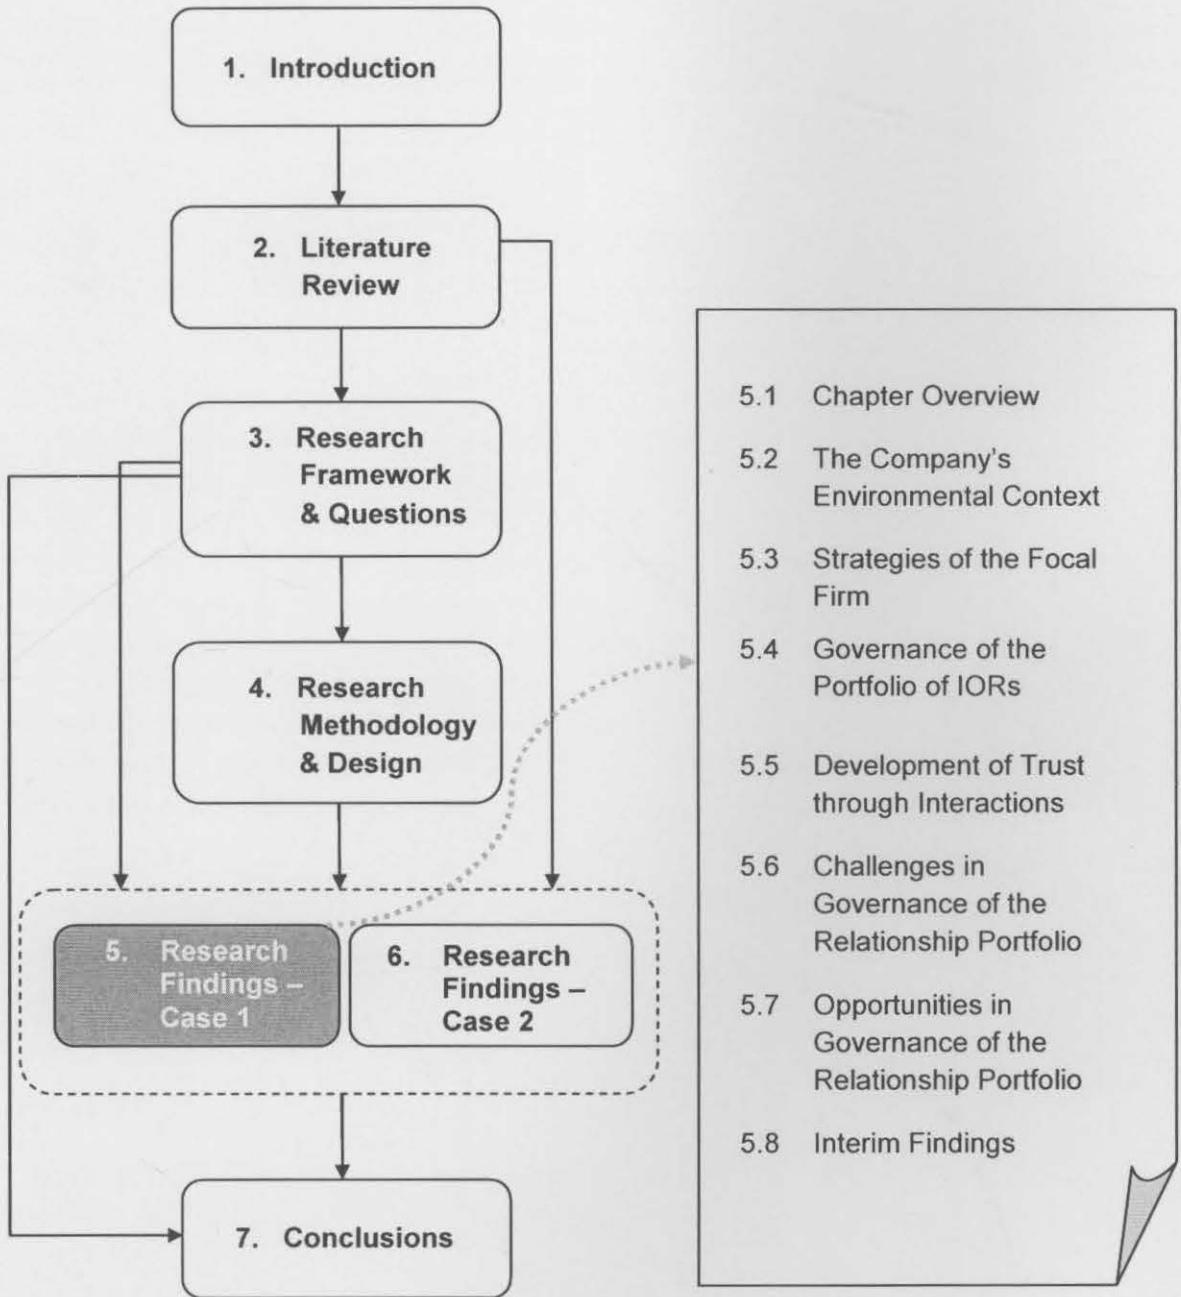 1. Introduction
2. Literature
Review
3. Research
Framework
& Questions
4. Research
Methodology
& Design
5. Research
Findings –
Case 1
6. Research
Findings –
Case 2
7. Conclusions
5.1 Chapter Overview
5.2 The Company's
Environmental Context
5.3 Strategies of the Focal
Firm
5.4 Governance of the
Portfolio of IORs
5.5 Development of Trust
through Interactions
5.6 Challenges in
Governance of the
Relationship Portfolio
5.7 Opportunities in
Governance of the
Relationship Portfolio
5.8 Interim Findings